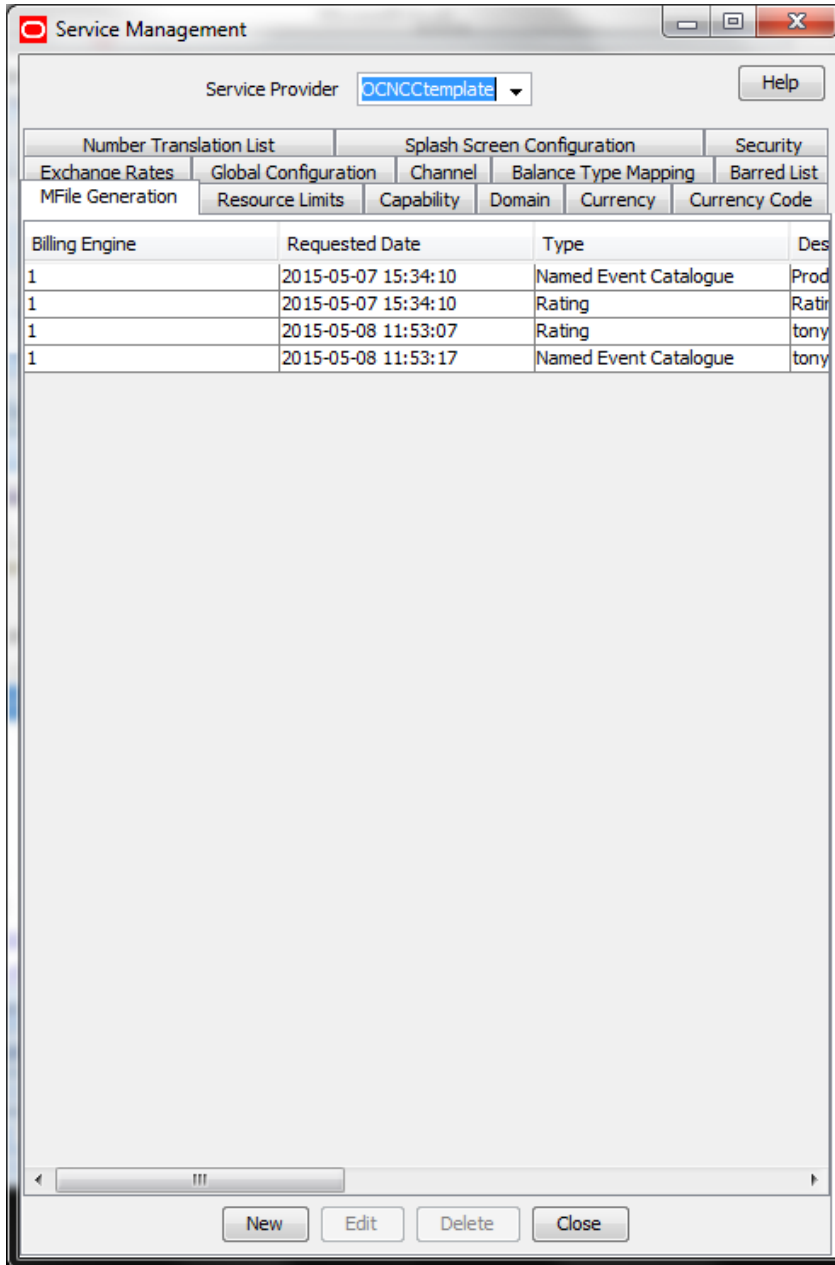 Service Management
Service Provider OCNCCtemplate Help
Number Translation List Splash Screen Configuration Security
Exchange Rates Global Configuration Channel Balance Type Mapping Barred List
MFile Generation Resource Limits Capability Domain Currency Currency Code
Billing Engine Requested Date Type Des
1 2015-05-07 15:34:10 Named Event Catalogue Prod
1 2015-05-07 15:34:10 Rating Ratin
1 2015-05-08 11:53:07 Rating tony
1 2015-05-08 11:53:17 Named Event Catalogue tony
New Edit Delete Close